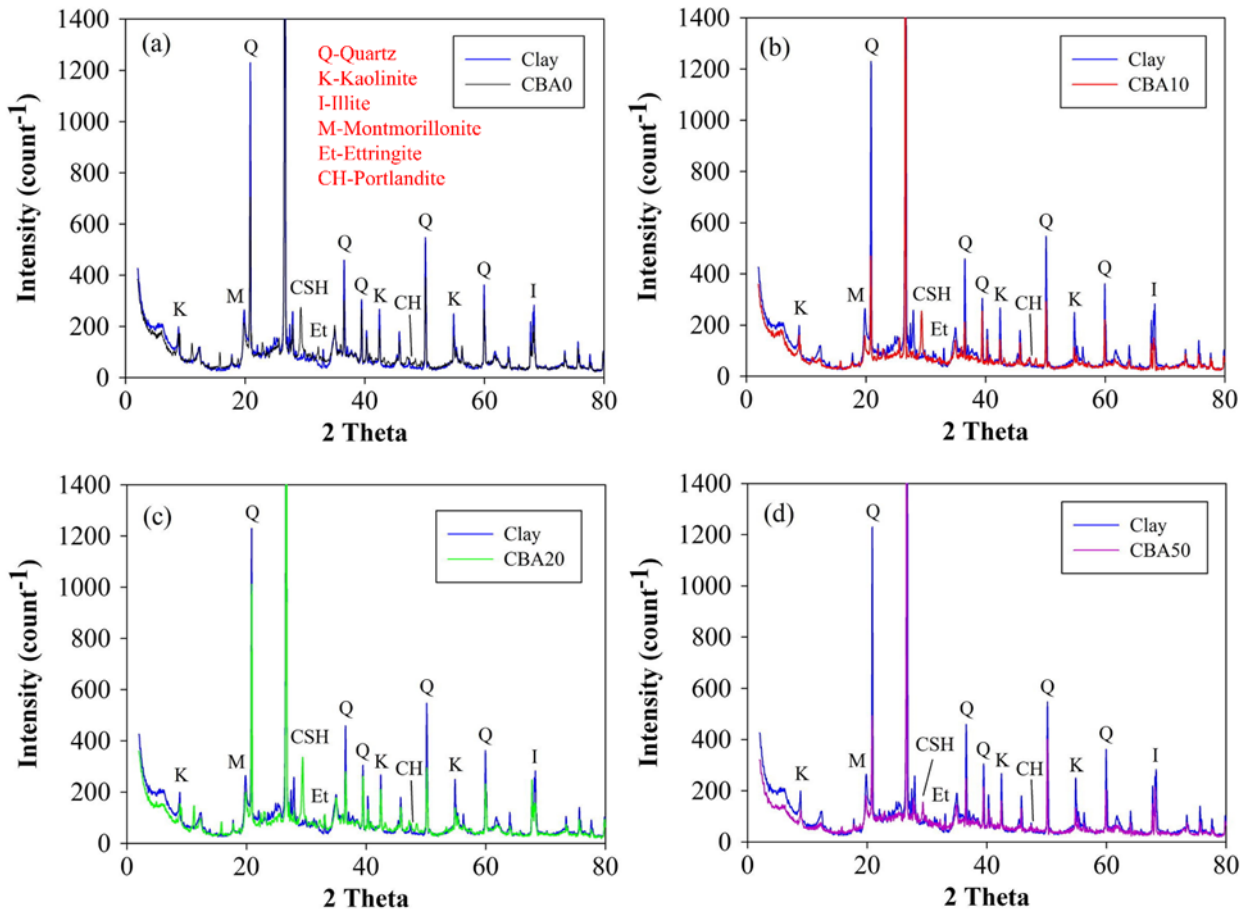 (a)
Q
Q-Quartz
K-Kaolinite
I-Illite
M-Montmorillonite
Et-Ettringite
CH-Portlandite
Clay
CBA0
Q
Q
Q
Q
K
M
CSH
Et
K
CH
K
I
1400
1200
1000
800
600
400
200
0
Intensity (count-1)
0 20 40 60 80
2 Theta
(b)
Q
Clay
CBA10
Q
Q
Q
Q
K
M
CSH
Et
K
CH
K
I
1400
1200
1000
800
600
400
200
0
Intensity (count-1)
0 20 40 60 80
2 Theta
(c)
Q
Clay
CBA20
Q
Q
Q
Q
K
M
CSH
Et
K
CH
K
I
1400
1200
1000
800
600
400
200
0
Intensity (count-1)
0 20 40 60 80
2 Theta
(d)
Q
Clay
CBA50
Q
Q
Q
Q
K
M
CSH
Et
K
CH
K
I
1400
1200
1000
800
600
400
200
0
Intensity (count-1)
0 20 40 60 80
2 Theta